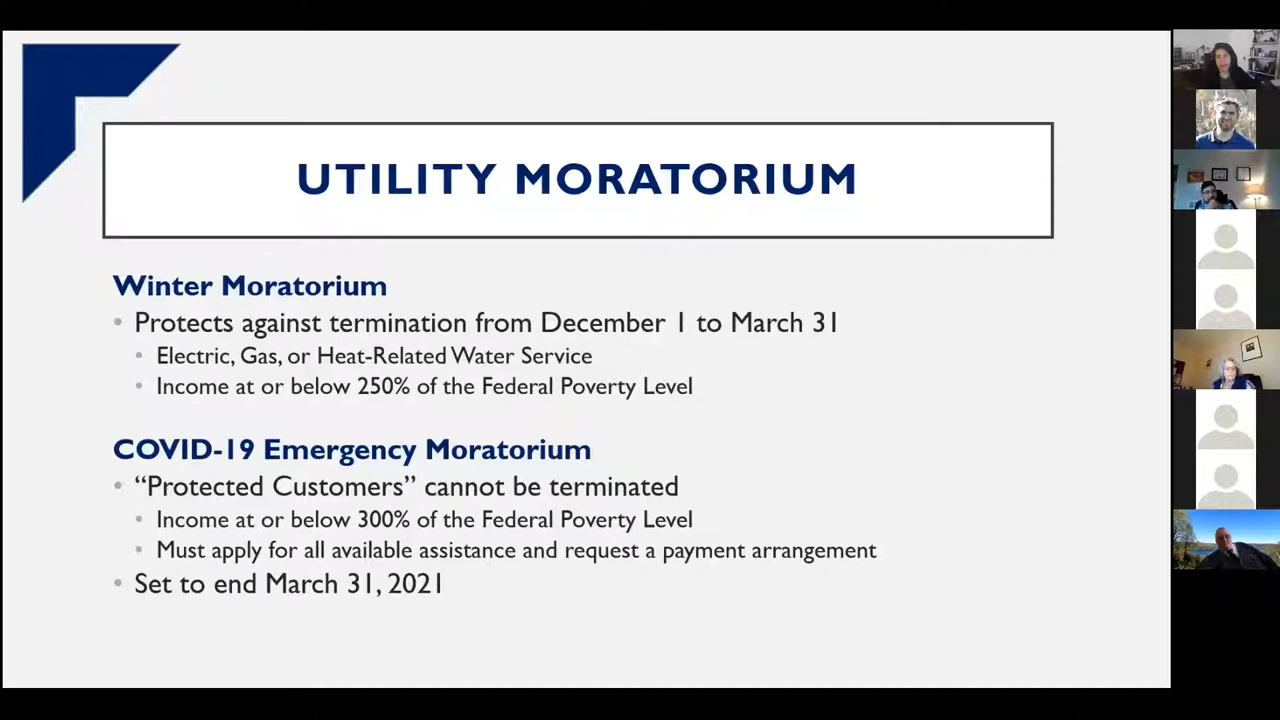 UTILITY MORATORIUM
Winter Moratorium
• Protects against termination from December 1 to March 31
• Electric, Gas, or Heat-Related Water Service
• Income at or below 250% of the Federal Poverty Level
COVID-19 Emergency Moratorium
• “Protected Customers” cannot be terminated
• Income at or below 300% of the Federal Poverty Level
• Must apply for all available assistance and request a payment arrangement
• Set to end March 31, 2021